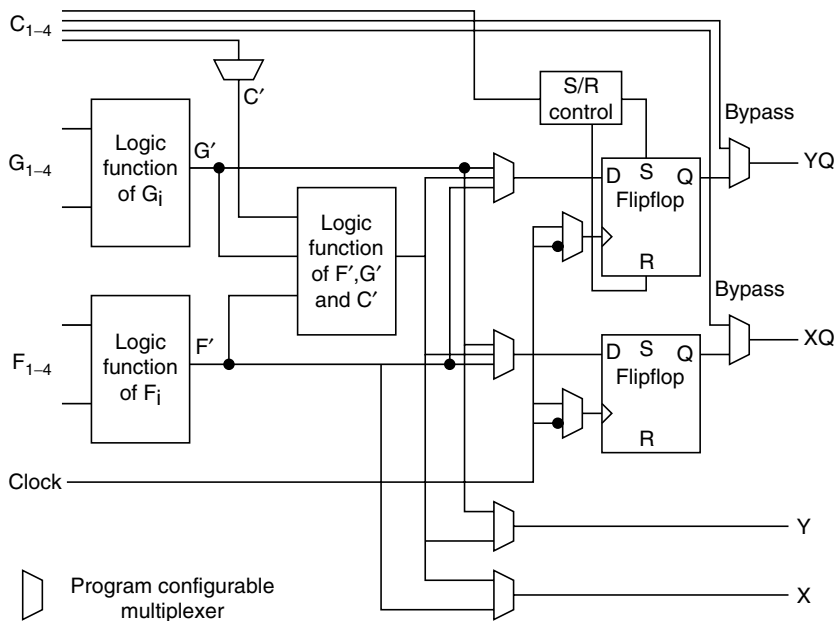 C1–4
C′
S/R
control
Bypass
Logic
function
of Gi
G′
G1–4
D S Q
Flipflop
R
YQ
Logic
function
of F′,G′
and C′
Bypass
Logic
function
of Fi
F′
F1–4
D S Q
Flipflop
R
XQ
Clock
Y
X
Program configurable
multiplexer